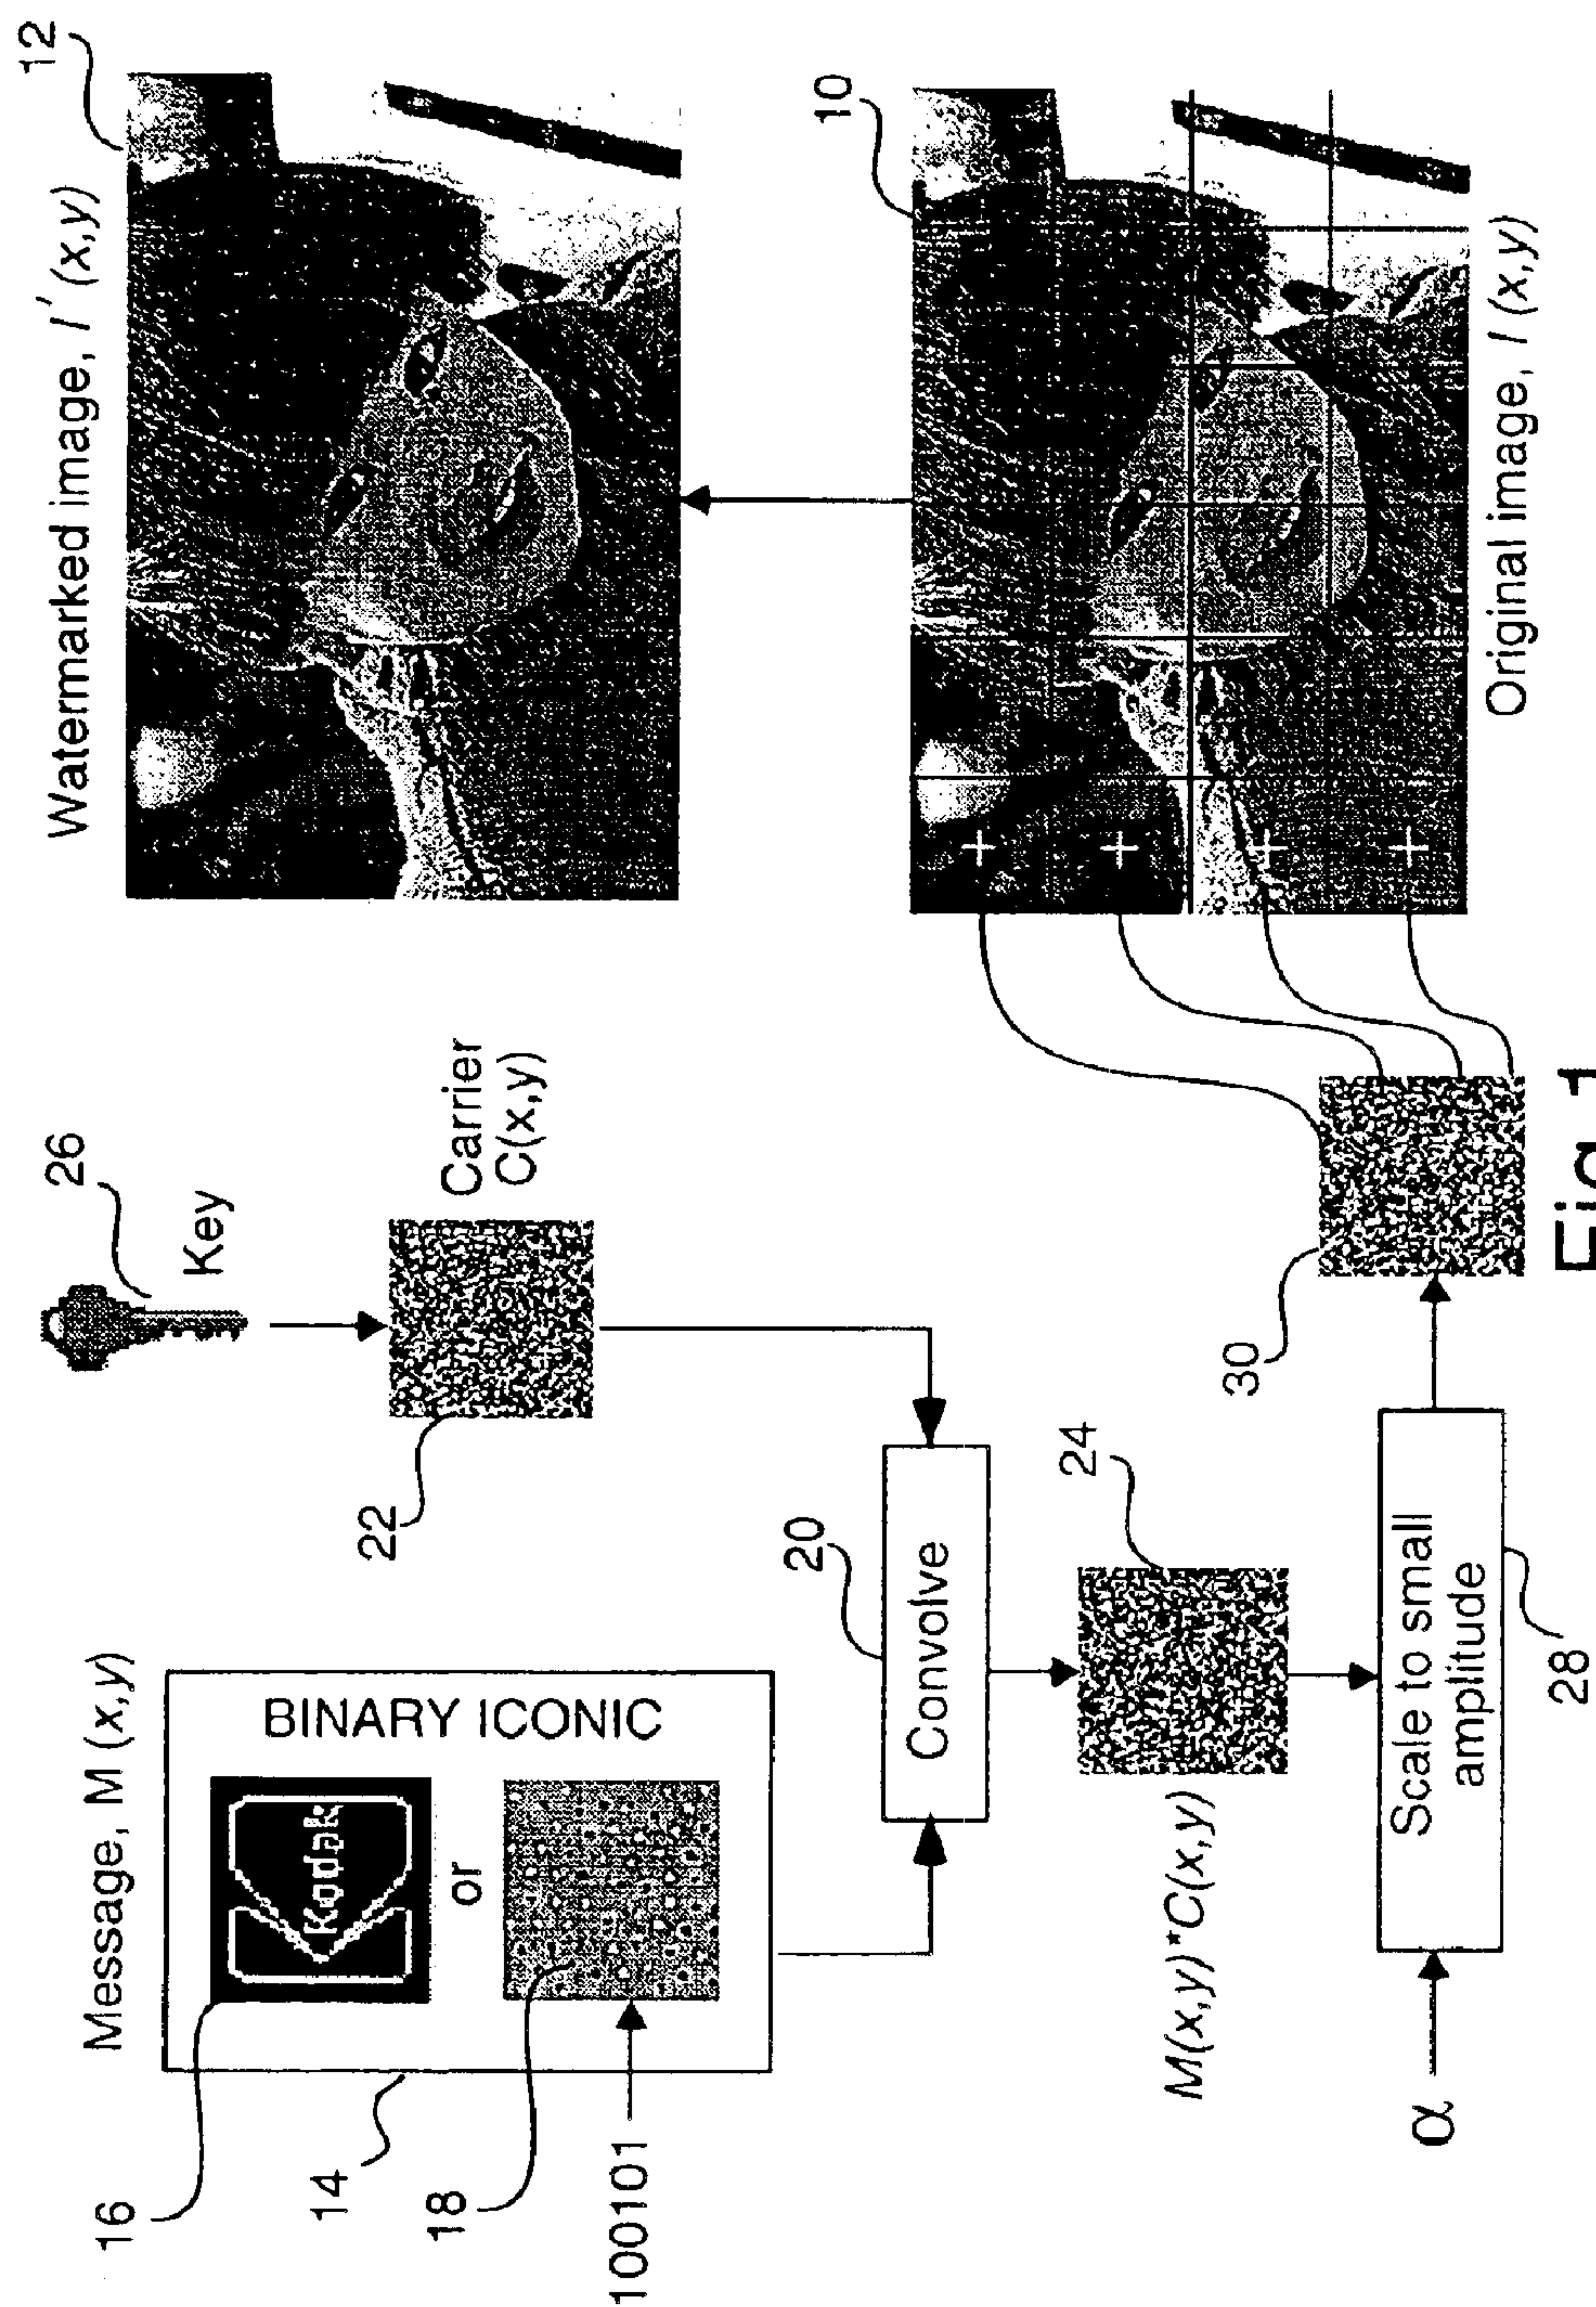 Message, M (x,y)
16
14
BINARY ICONIC
Kodak
or
18
100101
26
Key
22
Carrier
C(x,y)
Watermarked image, I' (x,y)
12
20
Convolve
24
M(x,y)*C(x,y)
α
Scale to small
amplitude
28
30
10
Original image, I (x,y)
Fig. 1